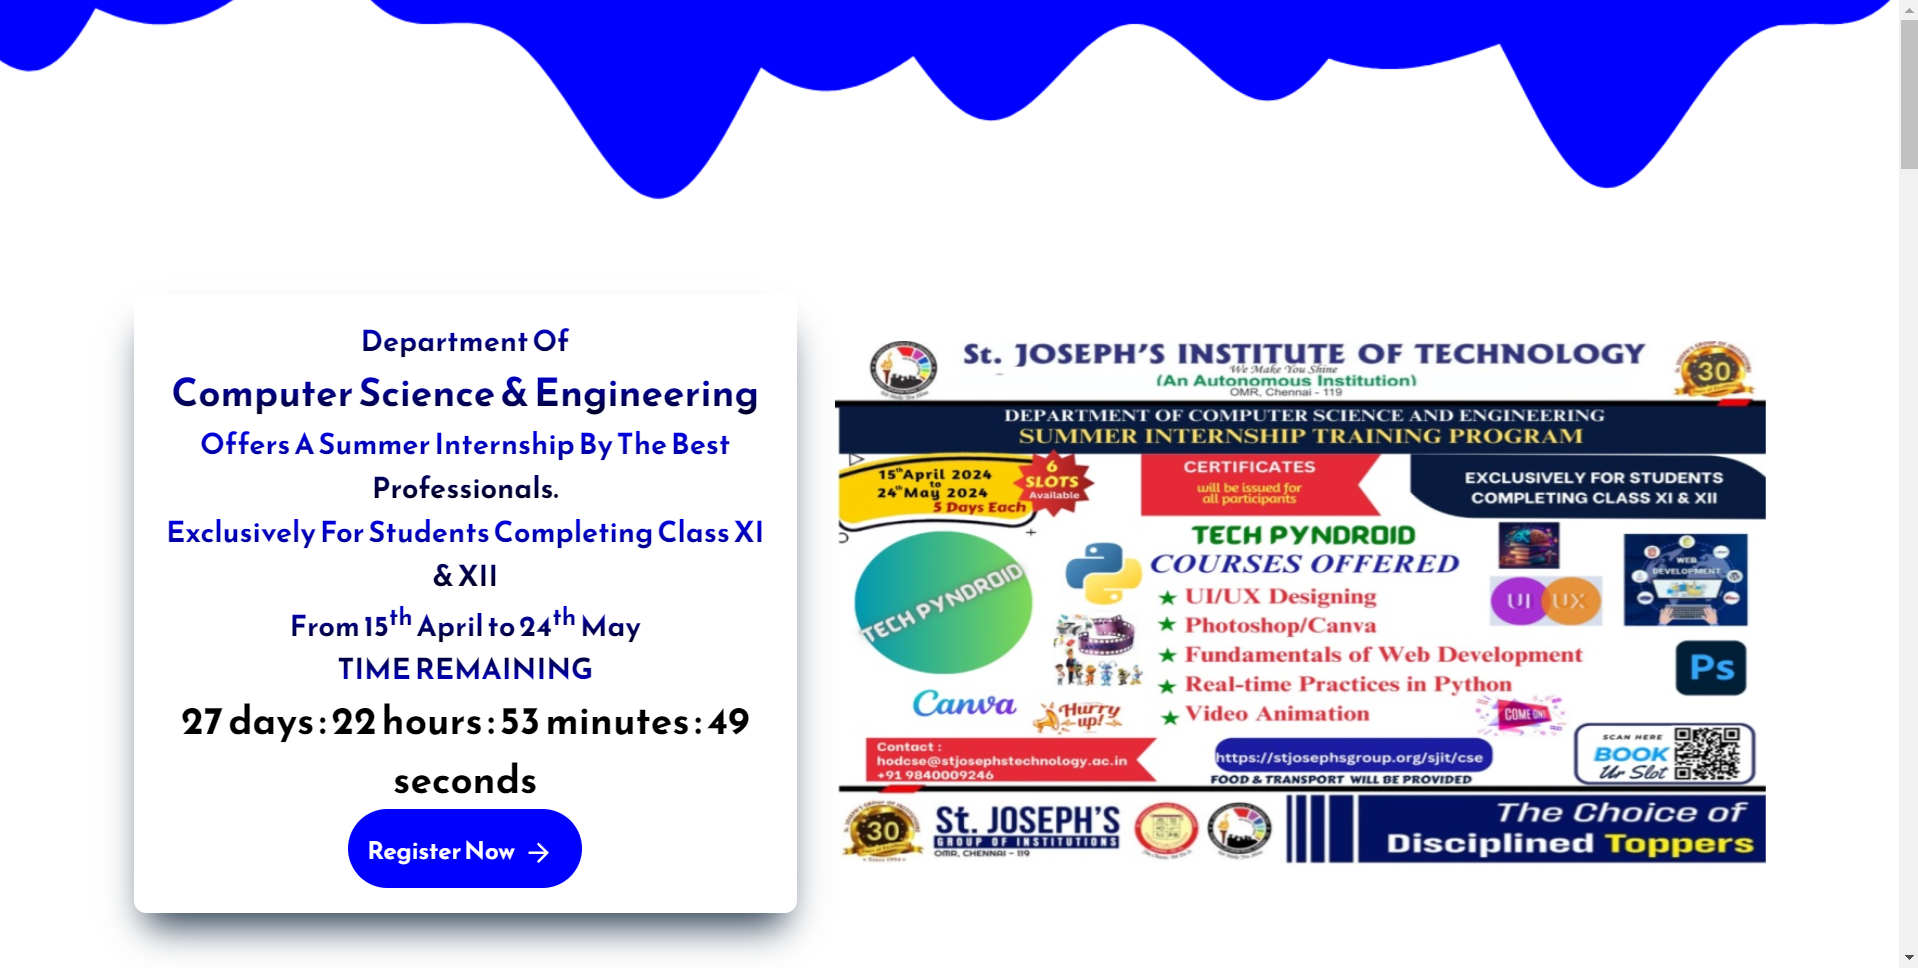 Department Of
Computer Science & Engineering
Offers A Summer Internship By The Best
Professionals.
Exclusively For Students Completing Class XI
& XII
From 15th April to 24th May
TIME REMAINING
27 days : 22 hours : 53 minutes : 49
seconds
Register Now
St. JOSEPH'S INSTITUTE OF TECHNOLOGY
We Make You Shine
(An Autonomous Institution)
OMR, Chennai - 119
30
DEPARTMENT OF COMPUTER SCIENCE AND ENGINEERING
SUMMER INTERNSHIP TRAINING PROGRAM
15th April 2024
to
24th May 2024
5 Days Each
6
SLOTS
Available
CERTIFICATES
will be issued for
all participants
EXCLUSIVELY FOR STUDENTS
COMPLETING CLASS XI & XII
TECH PYNDROID
TECH PYNDROID
COURSES OFFERED
UI/UX Designing
Photoshop/Canva
Fundamentals of Web Development
Real-time Practices in Python
Video Animation
UI UX
WEB
DEVELOPMENT
Ps
Canva
Hurry
up!
COME ON!
Contact :
hodcse@stjosephstechnology.ac.in
+91 9840009246
https://stjosephsgroup.org/sjit/cse
FOOD & TRANSPORT WILL BE PROVIDED
SCAN HERE
BOOK
Ur Slot
30
St. JOSEPH'S
GROUP OF INSTITUTIONS
OMR, CHENNAI - 119
The Choice of
Disciplined Toppers